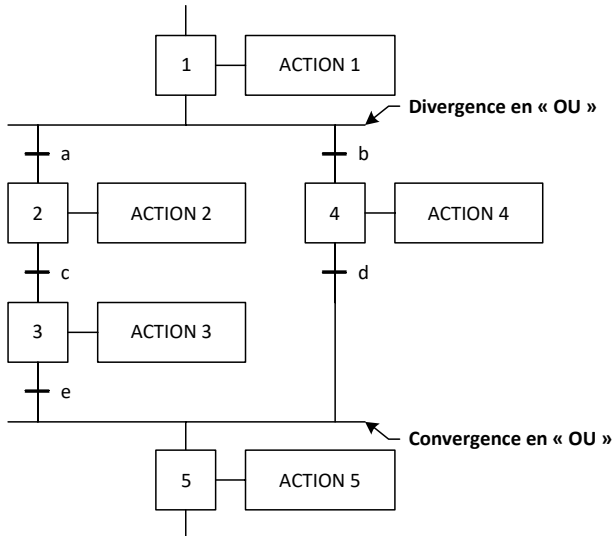 1 ACTION 1
Divergence en « OU »
a b
2 ACTION 2 4 ACTION 4
c d
3 ACTION 3
e
Convergence en « OU »
5 ACTION 5